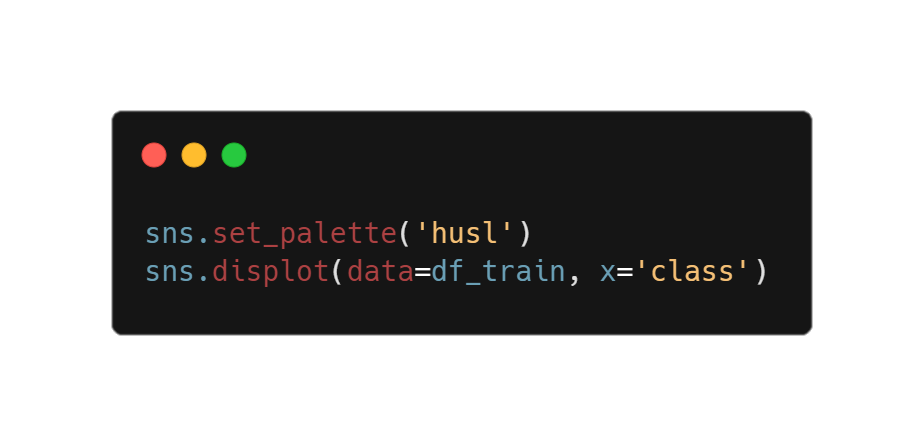 sns.set_palette('husl')
sns.displot(data=df_train, x='class')